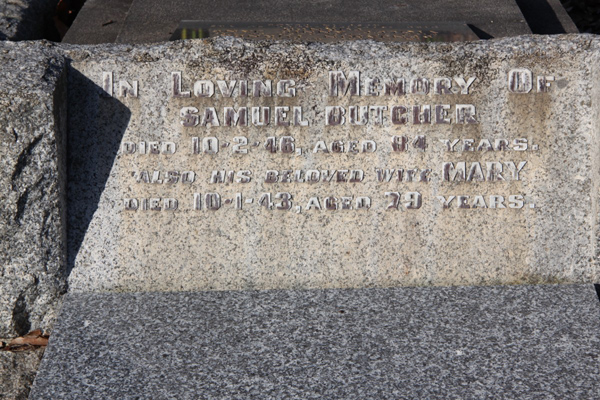 In Loving Memory Of
SAMUEL BUTCHER
DIED 10-2-46, AGED 84 YEARS.
ALSO HIS BELOVED WIFE MARY
DIED 10-1-43, AGED 79 YEARS.